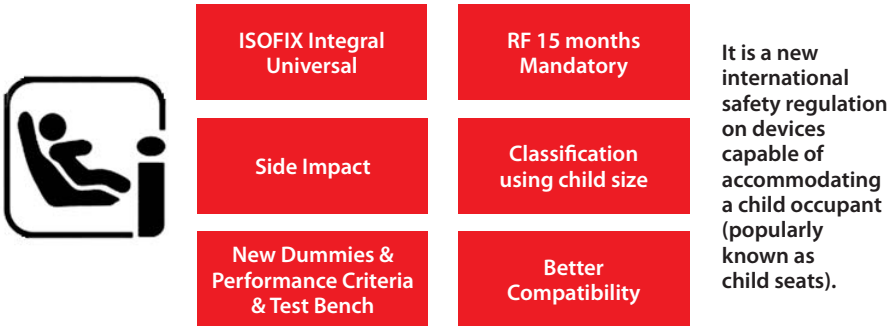 ISOFIX Integral
Universal
RF 15 months
Mandatory
Side Impact
Classification
using child size
New Dummies &
Performance Criteria
& Test Bench
Better
Compatibility
It is a new
international
safety regulation
on devices
capable of
accommodating
a child occupant
(popularly
known as
child seats).